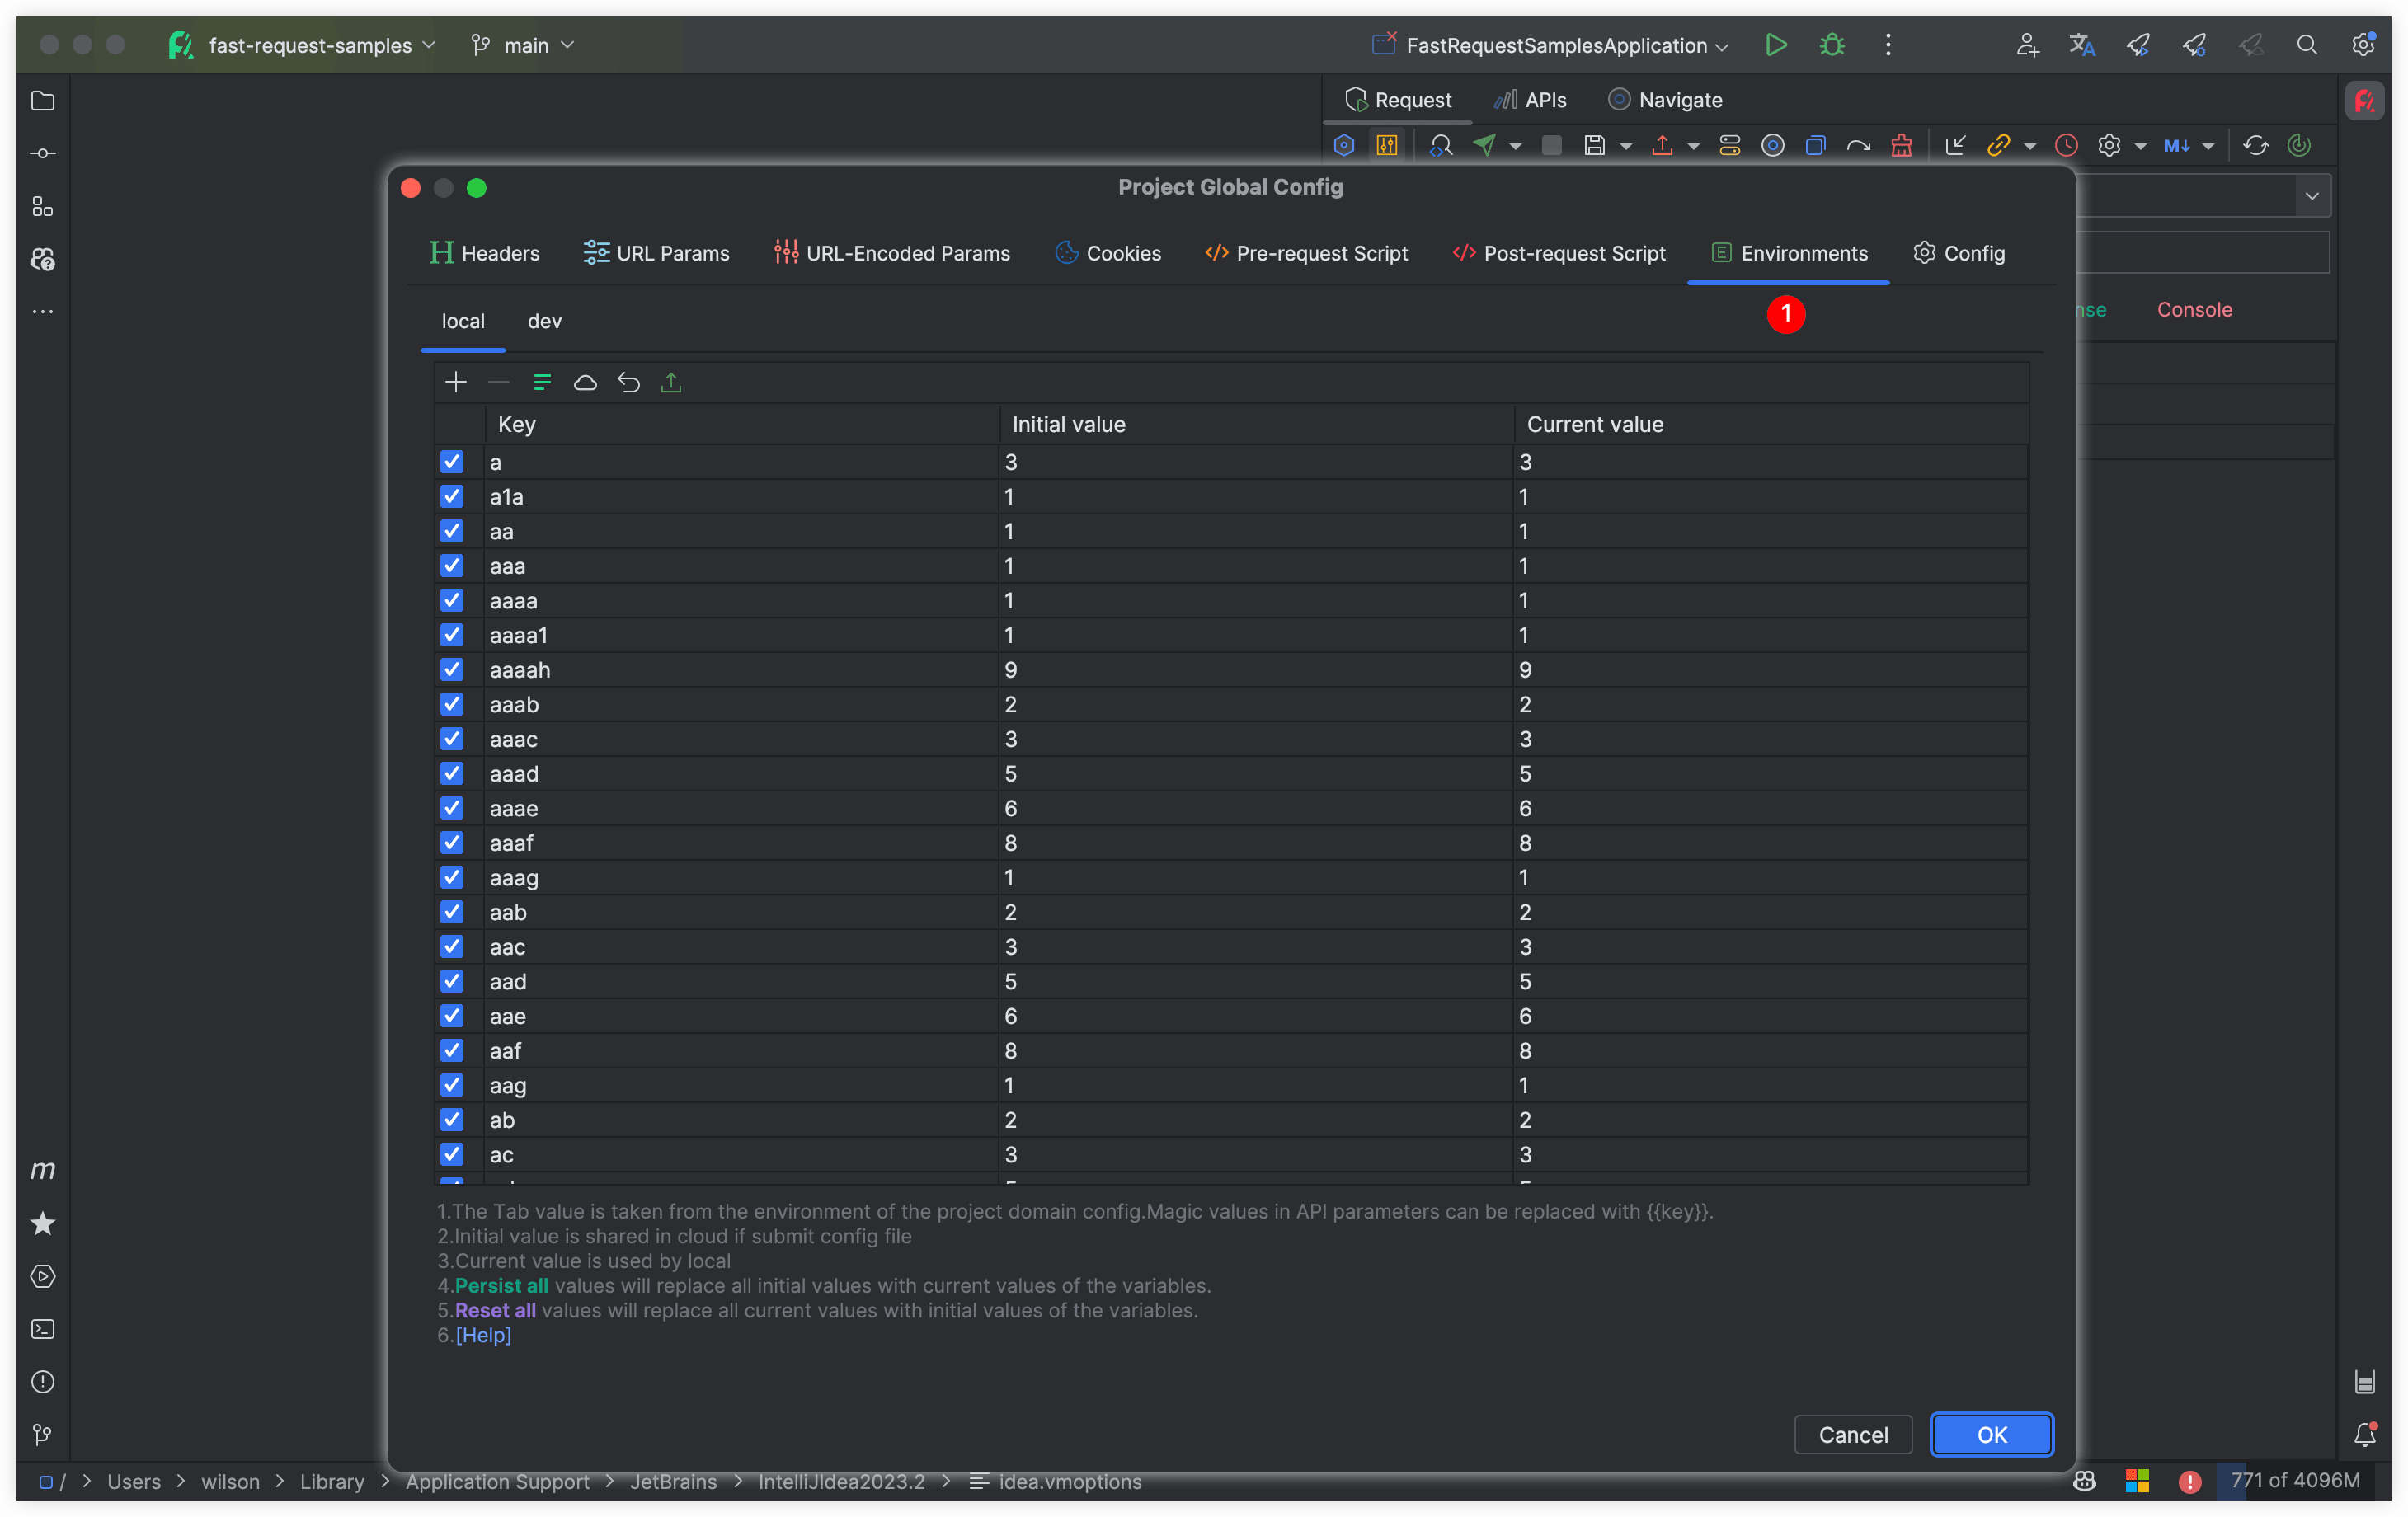 fast-request-samples main FastRequestSamplesApplication
Request APIs Navigate
M↓
Project Global Config
H Headers URL Params URL-Encoded Params Cookies </> Pre-request Script </> Post-request Script E Environments Config
1
nse Console
local dev
Key Initial value Current value
a 3 3
a1a 1 1
aa 1 1
aaa 1 1
aaaa 1 1
aaaa1 1 1
aaaah 9 9
aaab 2 2
aaac 3 3
aaad 5 5
aaae 6 6
aaaf 8 8
aaag 1 1
aab 2 2
aac 3 3
aad 5 5
aae 6 6
aaf 8 8
aag 1 1
ab 2 2
ac 3 3
1.The Tab value is taken from the environment of the project domain config.Magic values in API parameters can be replaced with {{key}}.
2.Initial value is shared in cloud if submit config file
3.Current value is used by local
4.Persist all values will replace all initial values with current values of the variables.
5.Reset all values will replace all current values with initial values of the variables.
6.[Help]
Cancel OK
/ > Users > wilson > Library > Application Support > JetBrains > IntelliJIdea2023.2 > idea.vmoptions 771 of 4096M